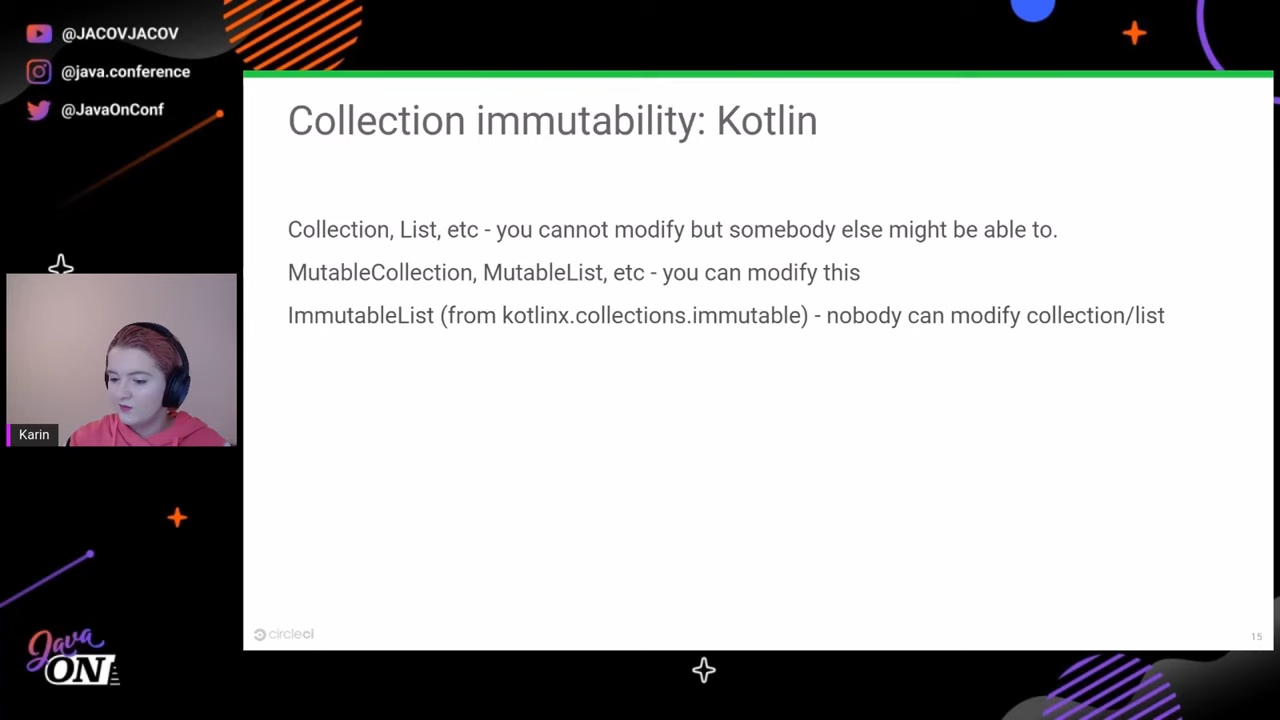 @JACOVJACOV
@java.conference
@JavaOnConf
Collection immutability: Kotlin
Collection, List, etc - you cannot modify but somebody else might be able to.
MutableCollection, MutableList, etc - you can modify this
ImmutableList (from kotlinx.collections.immutable) - nobody can modify collection/list
Karin
circleci
15
Java
ON